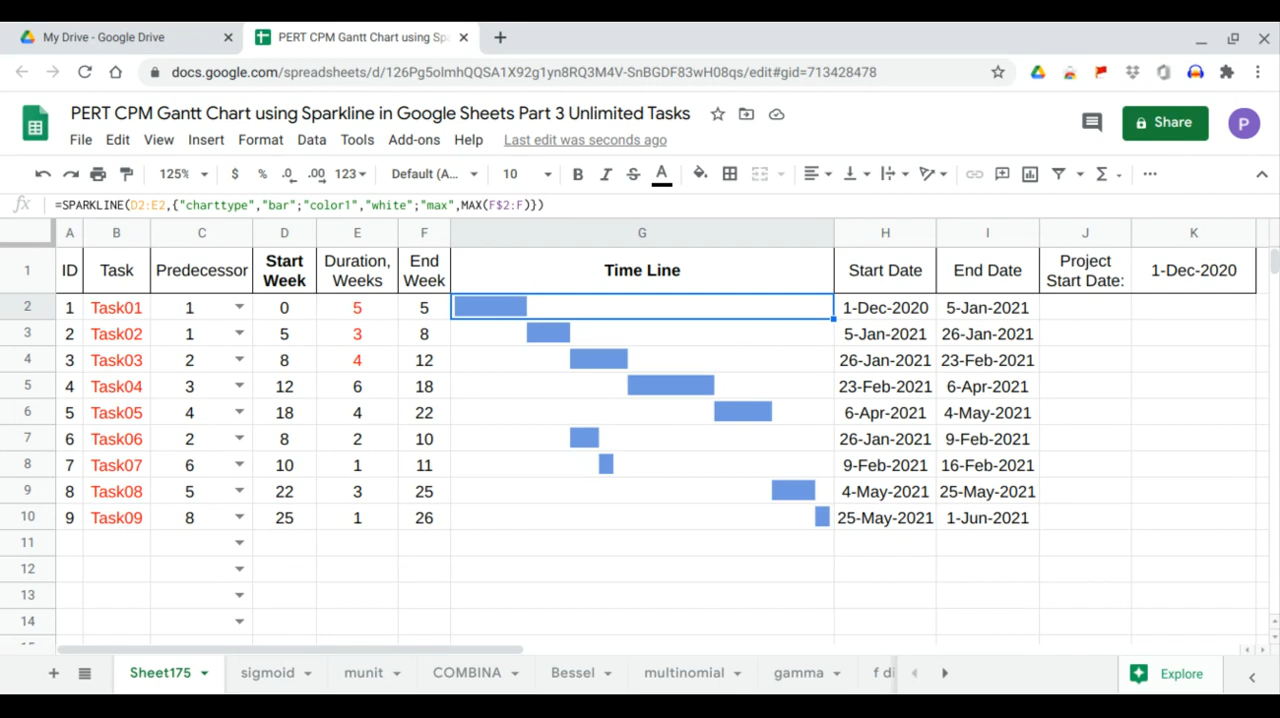 My Drive - Google Drive
PERT CPM Gantt Chart using Spa
docs.google.com/spreadsheets/d/126Pg5olmhQQSA1X92g1yn8RQ3M4V-SnBGDF83wH08qs/edit#gid=713428478
PERT CPM Gantt Chart using Sparkline in Google Sheets Part 3 Unlimited Tasks
Share
P
File Edit View Insert Format Data Tools Add-ons Help Last edit was seconds ago
125% $ % .0 .00 123 Default (A... 10 B I S A
fx =SPARKLINE(D2:E2,{"charttype","bar";"color1","white";"max",MAX(F$2:F)})
A B C D E F G H I J K
1 ID Task Predecessor Start Week Duration, Weeks End Week Time Line Start Date End Date Project Start Date: 1-Dec-2020
2 1 Task01 1 0 5 5 1-Dec-2020 5-Jan-2021
3 2 Task02 1 5 3 8 5-Jan-2021 26-Jan-2021
4 3 Task03 2 8 4 12 26-Jan-2021 23-Feb-2021
5 4 Task04 3 12 6 18 23-Feb-2021 6-Apr-2021
6 5 Task05 4 18 4 22 6-Apr-2021 4-May-2021
7 6 Task06 2 8 2 10 26-Jan-2021 9-Feb-2021
8 7 Task07 6 10 1 11 9-Feb-2021 16-Feb-2021
9 8 Task08 5 22 3 25 4-May-2021 25-May-2021
10 9 Task09 8 25 1 26 25-May-2021 1-Jun-2021
11
12
13
14
Sheet175 sigmoid munit COMBINA Bessel multinomial gamma f di Explore